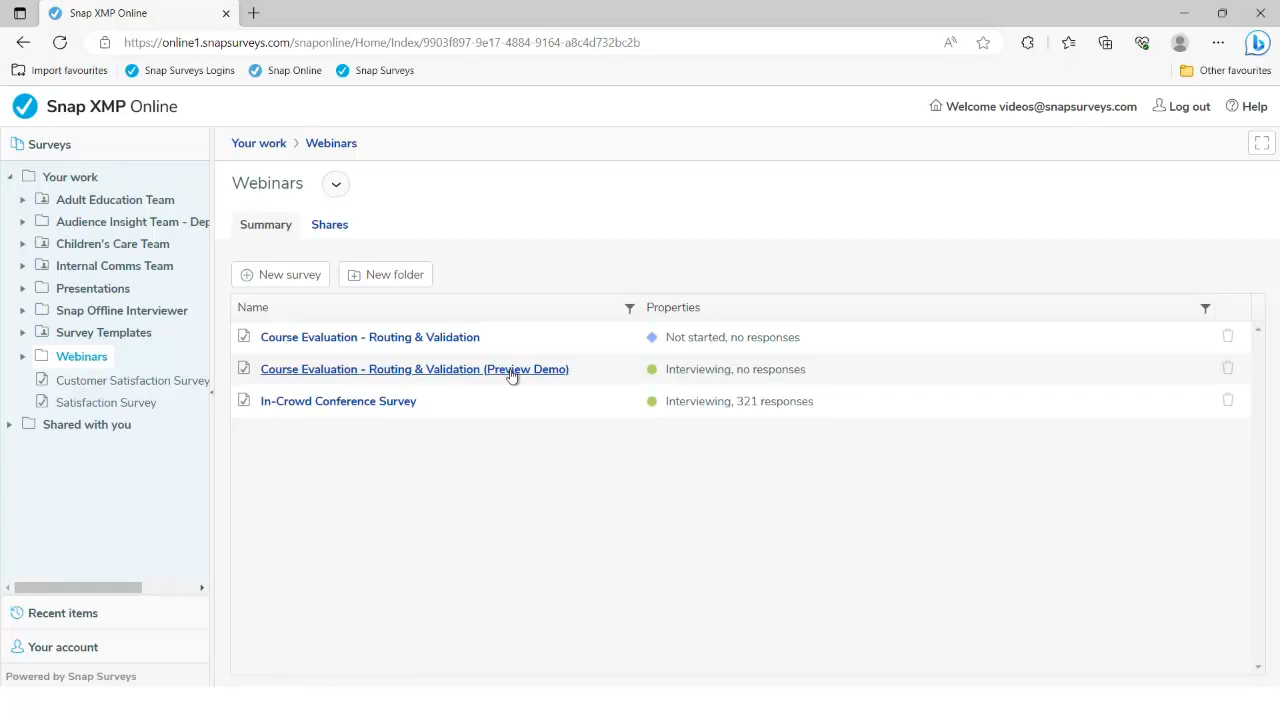 Snap XMP Online
https://online1.snapsurveys.com/snaponline/Home/Index/9903f897-9e17-4884-9164-a8c4d732bc2b
Import favourites
Snap Surveys Logins
Snap Online
Snap Surveys
Other favourites
Snap XMP Online
Welcome videos@snapsurveys.com
Log out
Help
Surveys
Your work
Adult Education Team
Audience Insight Team - Dep
Children's Care Team
Internal Comms Team
Presentations
Snap Offline Interviewer
Survey Templates
Webinars
Customer Satisfaction Survey
Satisfaction Survey
Shared with you
Recent items
Your account
Powered by Snap Surveys
Your work > Webinars
Webinars
Summary
Shares
New survey
New folder
Name
Properties
Course Evaluation - Routing & Validation
Not started, no responses
Course Evaluation - Routing & Validation (Preview Demo)
Interviewing, no responses
In-Crowd Conference Survey
Interviewing, 321 responses